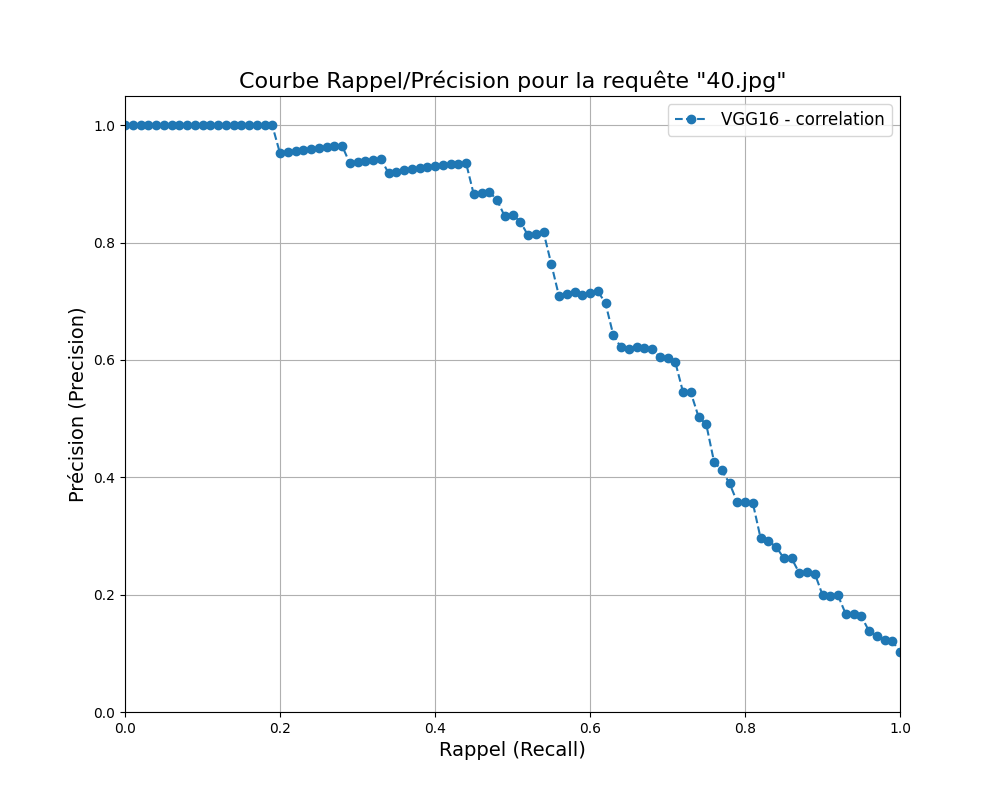 Courbe Rappel/Précision pour la requête "40.jpg"
VGG16 - correlation
1.0
0.8
0.6
0.4
0.2
0.0
Précision (Precision)
0.0 0.2 0.4 0.6 0.8 1.0
Rappel (Recall)